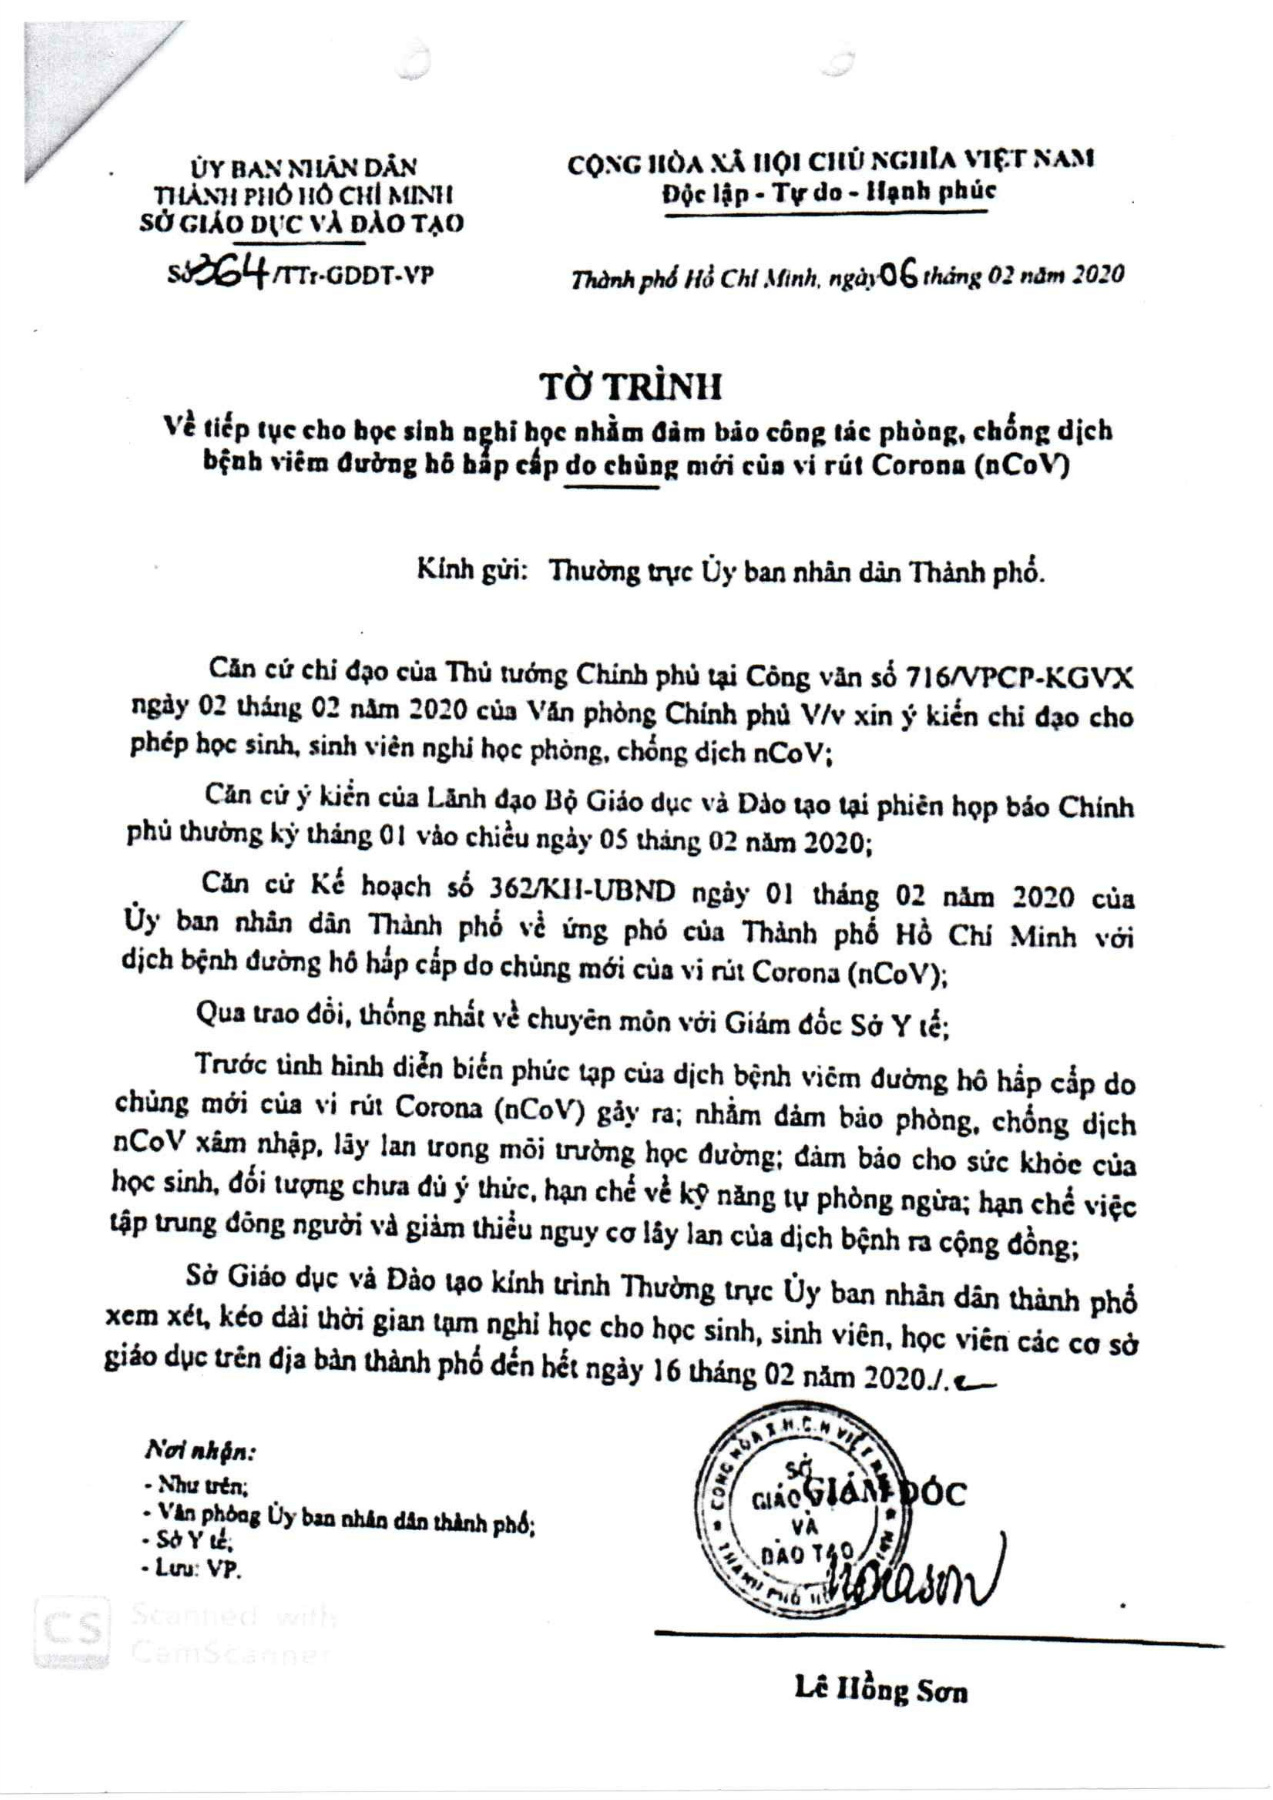 ỦY BAN NHÂN DÂN
THÀNH PHỐ HỒ CHÍ MINH
SỞ GIÁO DỤC VÀ ĐÀO TẠO
CỘNG HÒA XÃ HỘI CHỦ NGHĨA VIỆT NAM
Độc lập - Tự do - Hạnh phúc
Số 364/TTr-GDĐT-VP
Thành phố Hồ Chí Minh, ngày 06 tháng 02 năm 2020
TỜ TRÌNH
Về tiếp tục cho học sinh nghỉ học nhằm đảm bảo công tác phòng, chống dịch
bệnh viêm đường hô hấp cấp do chủng mới của vi rút Corona (nCoV)
Kính gửi: Thường trực Ủy ban nhân dân Thành phố.
Căn cứ chỉ đạo của Thủ tướng Chính phủ tại Công văn số 716/VPCP-KGVX
ngày 02 tháng 02 năm 2020 của Văn phòng Chính phủ V/v xin ý kiến chỉ đạo cho
phép học sinh, sinh viên nghỉ học phòng, chống dịch nCoV;
Căn cứ ý kiến của Lãnh đạo Bộ Giáo dục và Đào tạo tại phiên họp báo Chính
phủ thường kỳ tháng 01 vào chiều ngày 05 tháng 02 năm 2020;
Căn cứ Kế hoạch số 362/KH-UBND ngày 01 tháng 02 năm 2020 của
Ủy ban nhân dân Thành phố về ứng phó của Thành phố Hồ Chí Minh với
dịch bệnh đường hô hấp cấp do chủng mới của vi rút Corona (nCoV);
Qua trao đổi, thống nhất về chuyên môn với Giám đốc Sở Y tế;
Trước tình hình diễn biến phức tạp của dịch bệnh viêm đường hô hấp cấp do
chủng mới của vi rút Corona (nCoV) gây ra; nhằm đảm bảo phòng, chống dịch
nCoV xâm nhập, lây lan trong môi trường học đường; đảm bảo cho sức khỏe của
học sinh, đối tượng chưa đủ ý thức, hạn chế về kỹ năng tự phòng ngừa; hạn chế việc
tập trung đông người và giảm thiểu nguy cơ lây lan của dịch bệnh ra cộng đồng;
Sở Giáo dục và Đào tạo kính trình Thường trực Ủy ban nhân dân thành phố
xem xét, kéo dài thời gian tạm nghỉ học cho học sinh, sinh viên, học viên các cơ sở
giáo dục trên địa bàn thành phố đến hết ngày 16 tháng 02 năm 2020./.
Nơi nhận:
- Như trên;
- Văn phòng Ủy ban nhân dân thành phố;
- Sở Y tế;
- Lưu: VP.
GIÁM ĐỐC
CỘNG HÒA X.H.C.N VIỆT NAM
SỞ
GIÁO DỤC
VÀ
ĐÀO TẠO
Lê Hồng Sơn
CS
Scanned with
CamScanner